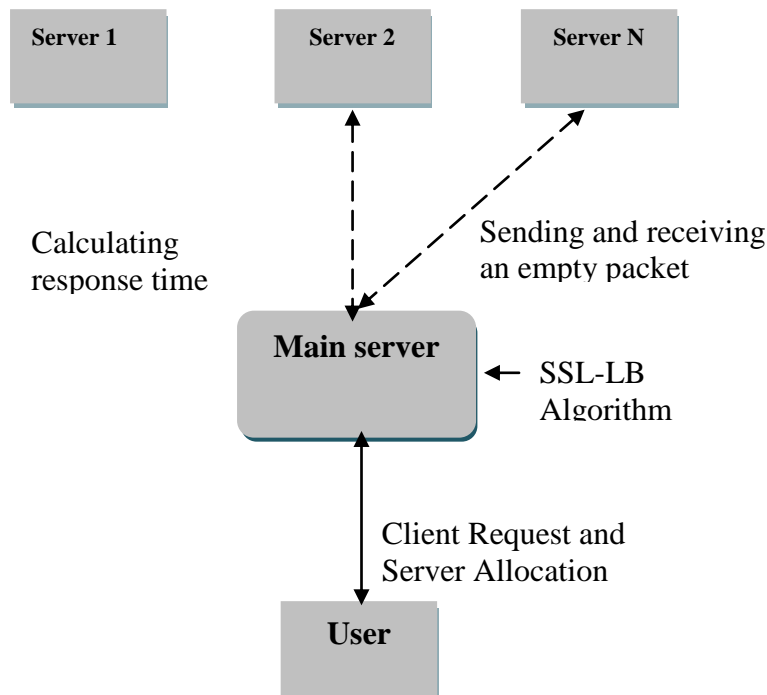 Server 1
Server 2
Server N
Calculating
response time
Sending and receiving
an empty packet
Main server
SSL-LB
Algorithm
Client Request and
Server Allocation
User